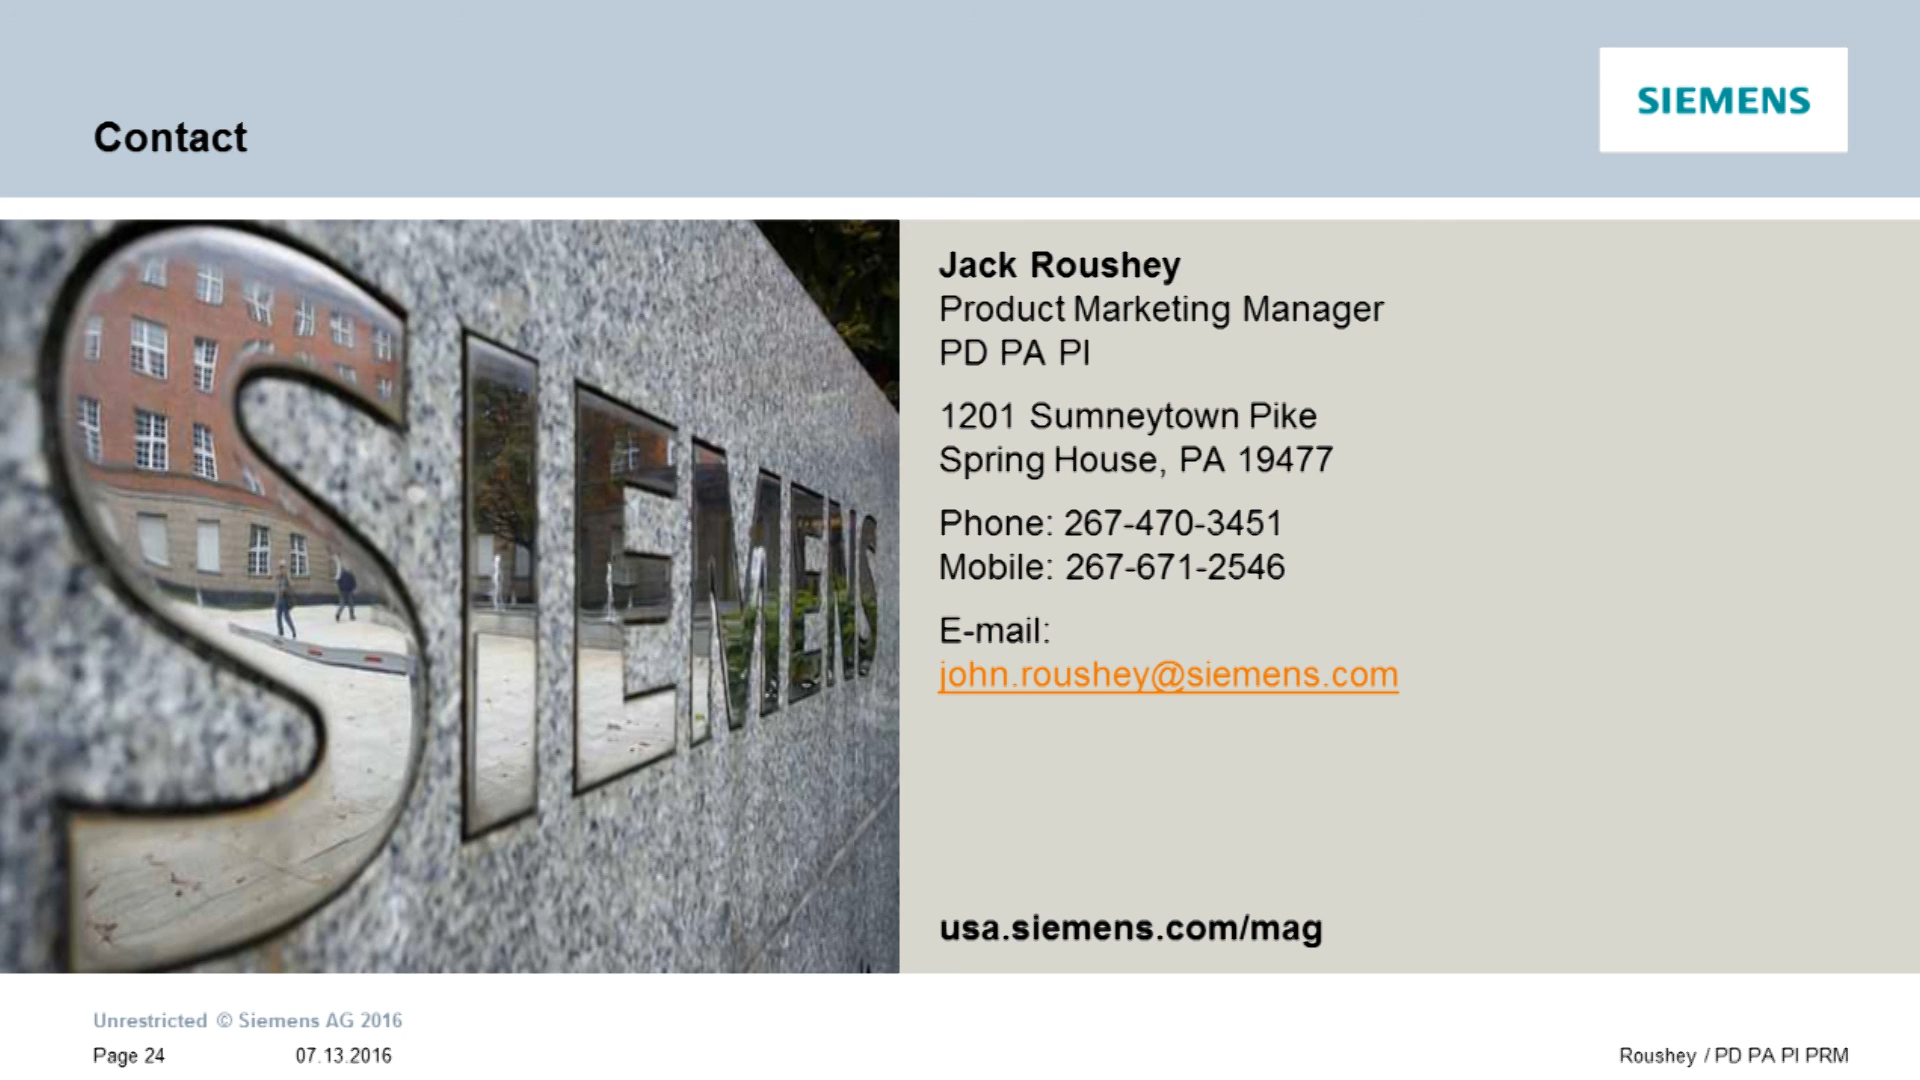 Contact
SIEMENS
SIEMENS
Jack Roushey
Product Marketing Manager
PD PA PI
1201 Sumneytown Pike
Spring House, PA 19477
Phone: 267-470-3451
Mobile: 267-671-2546
E-mail:
john.roushey@siemens.com
usa.siemens.com/mag
Unrestricted © Siemens AG 2016
Page 24
07.13.2016
Roushey / PD PA PI PRM